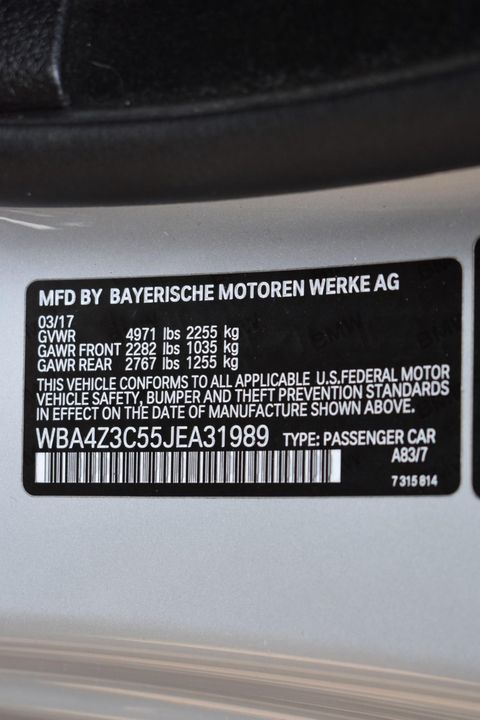 MFD BY BAYERISCHE MOTOREN WERKE AG
03/17
GVWR 4971 lbs 2255 kg
GAWR FRONT 2282 lbs 1035 kg
GAWR REAR 2767 lbs 1255 kg
THIS VEHICLE CONFORMS TO ALL APPLICABLE U.S.FEDERAL MOTOR
VEHICLE SAFETY, BUMPER AND THEFT PREVENTION STANDARDS
IN EFFECT ON THE DATE OF MANUFACTURING SHOWN ABOVE.
WBA4Z3C55JEA31989 TYPE: PASSENGER CAR
A83/7
7 315 814